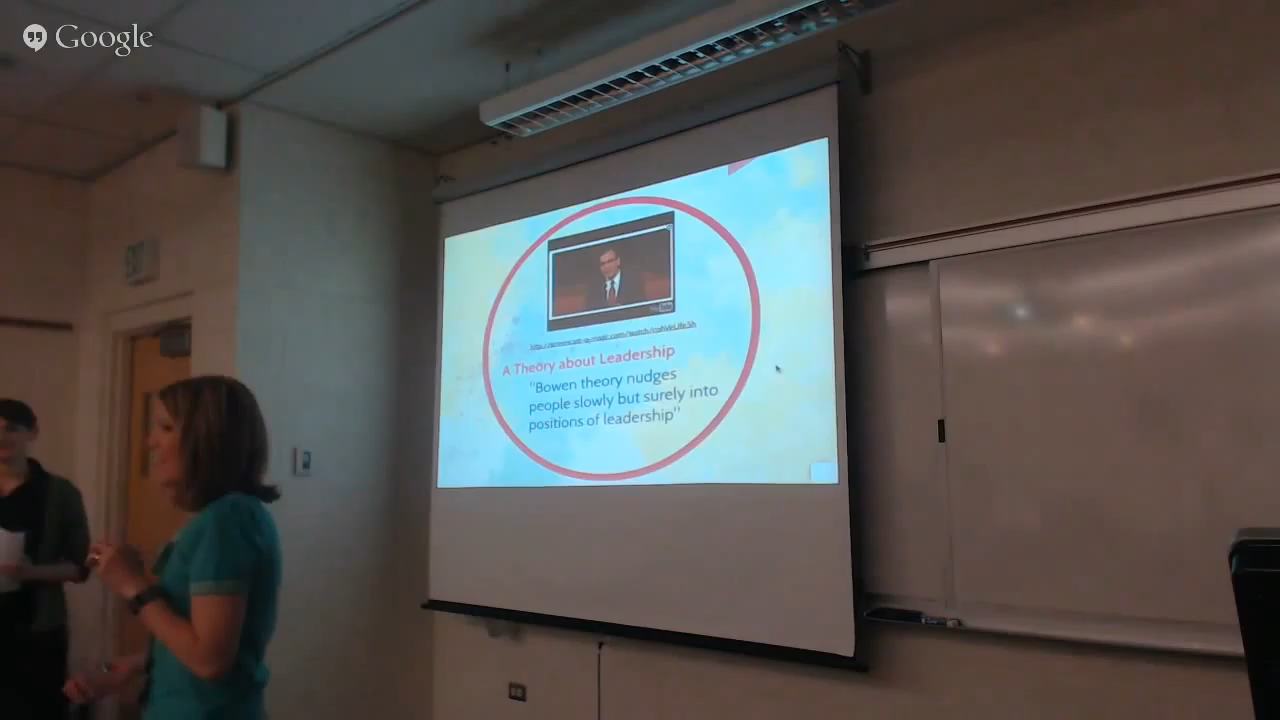 Google
A Theory about Leadership
"Bowen theory nudges
people slowly but surely into
positions of leadership"